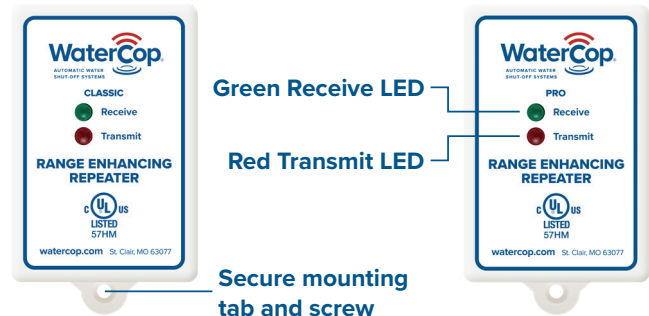 WaterCop.
AUTOMATIC WATER
SHUT-OFF SYSTEMS
CLASSIC
Receive
Transmit
RANGE ENHANCING
REPEATER
C UL US
LISTED
57HM
watercop.com St. Clair, MO 63077
Green Receive LED
Red Transmit LED
Secure mounting
tab and screw
WaterCop.
AUTOMATIC WATER
SHUT-OFF SYSTEMS
PRO
Receive
Transmit
RANGE ENHANCING
REPEATER
C UL US
LISTED
57HM
watercop.com St. Clair, MO 63077